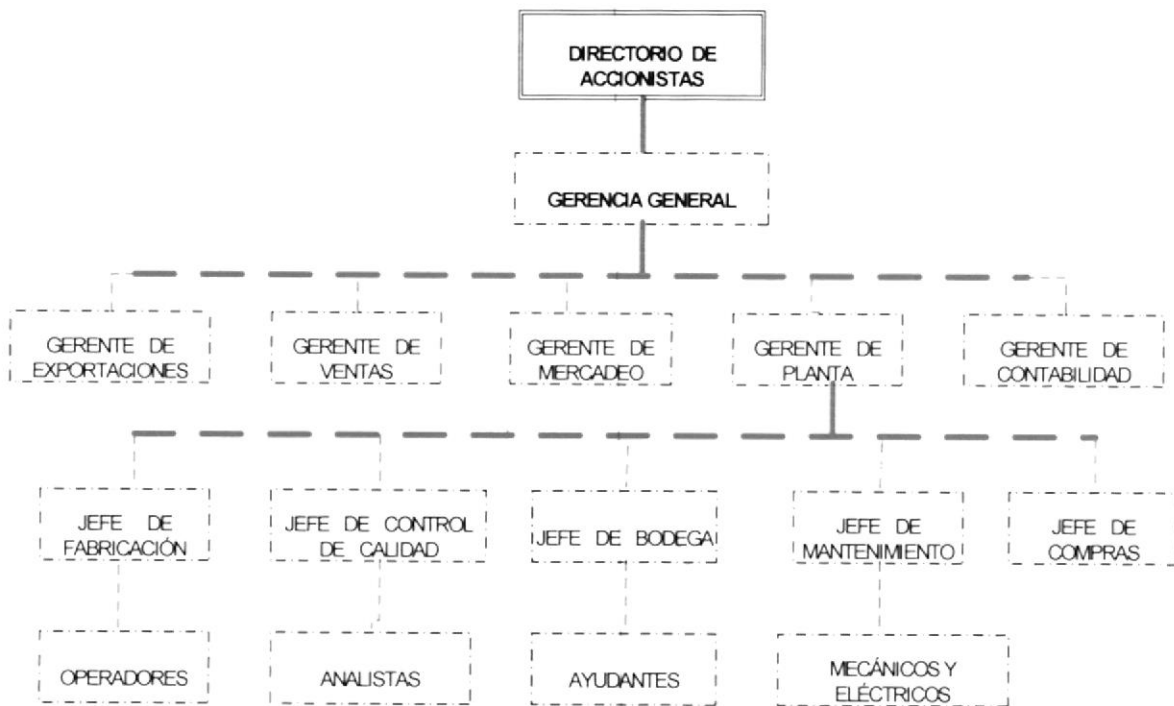 DIRECTORIO DE
ACCIONISTAS
GERENCIA GENERAL
GERENTE DE
EXPORTACIONES
GERENTE DE
VENTAS
GERENTE DE
MERCADEO
GERENTE DE
PLANTA
GERENTE DE
CONTABILIDAD
JEFE DE
FABRICACIÓN
JEFE DE CONTROL
DE CALIDAD
JEFE DE BODEGA
JEFE DE
MANTENIMIENTO
JEFE DE
COMPRAS
OPERADORES
ANALISTAS
AYUDANTES
MECÁNICOS Y
ELÉCTRICOS